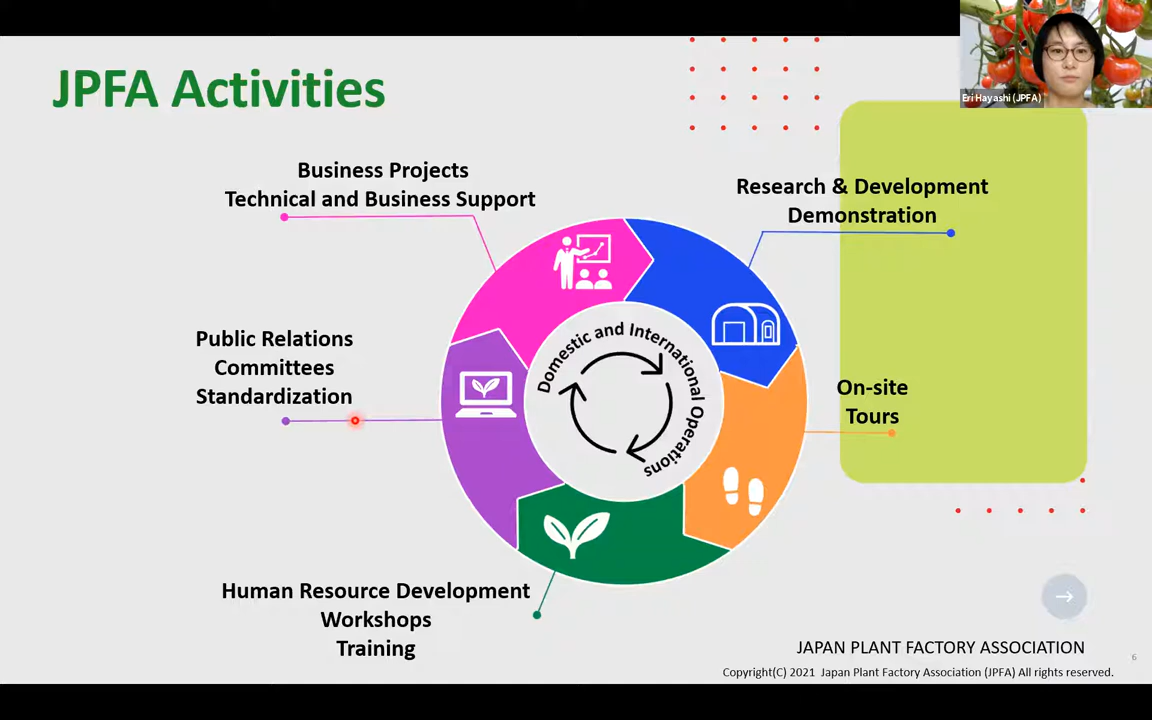 JPFA Activities
Eri Hayashi (JPFA)
Business Projects
Technical and Business Support
Research & Development
Demonstration
Public Relations
Committees
Standardization
Domestic and International Operations
On-site
Tours
Human Resource Development
Workshops
Training
JAPAN PLANT FACTORY ASSOCIATION
6
Copyright(C) 2021 Japan Plant Factory Association (JPFA) All rights reserved.